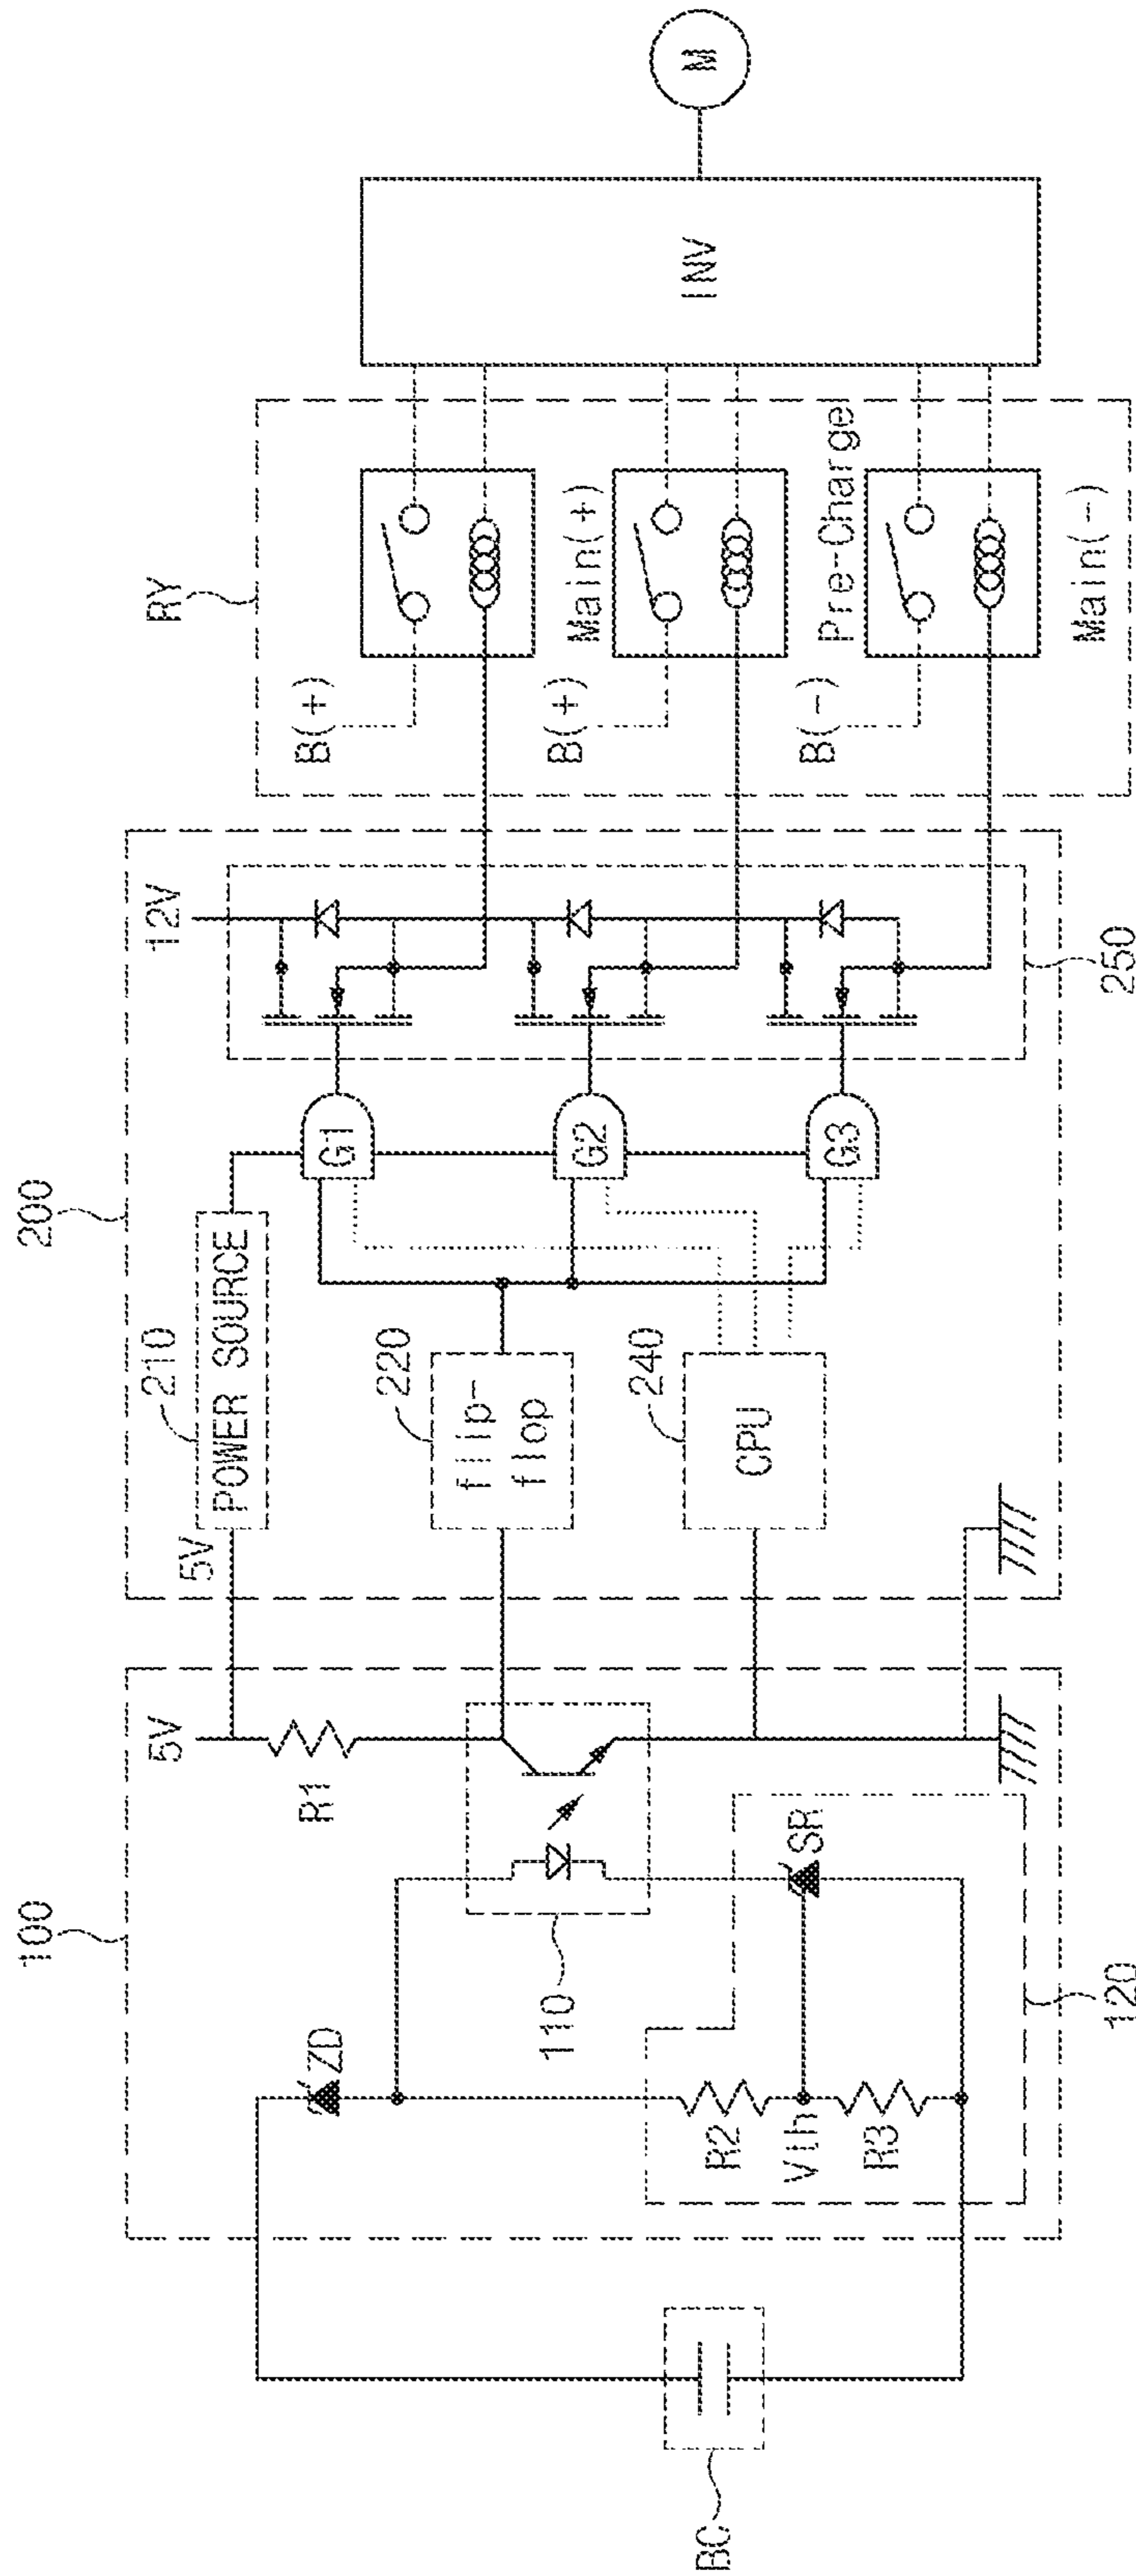 100
200
RY
5V
5V
POWER SOURCE
210
12V
B(+)
ZD
R1
Main(+)
110
flip-
flop
220
G1
B(+)
INV
M
BC
R2
Vth
R3
SR
CPU
240
G2
Pre-Charge
B(-)
G3
120
250
Main(-)